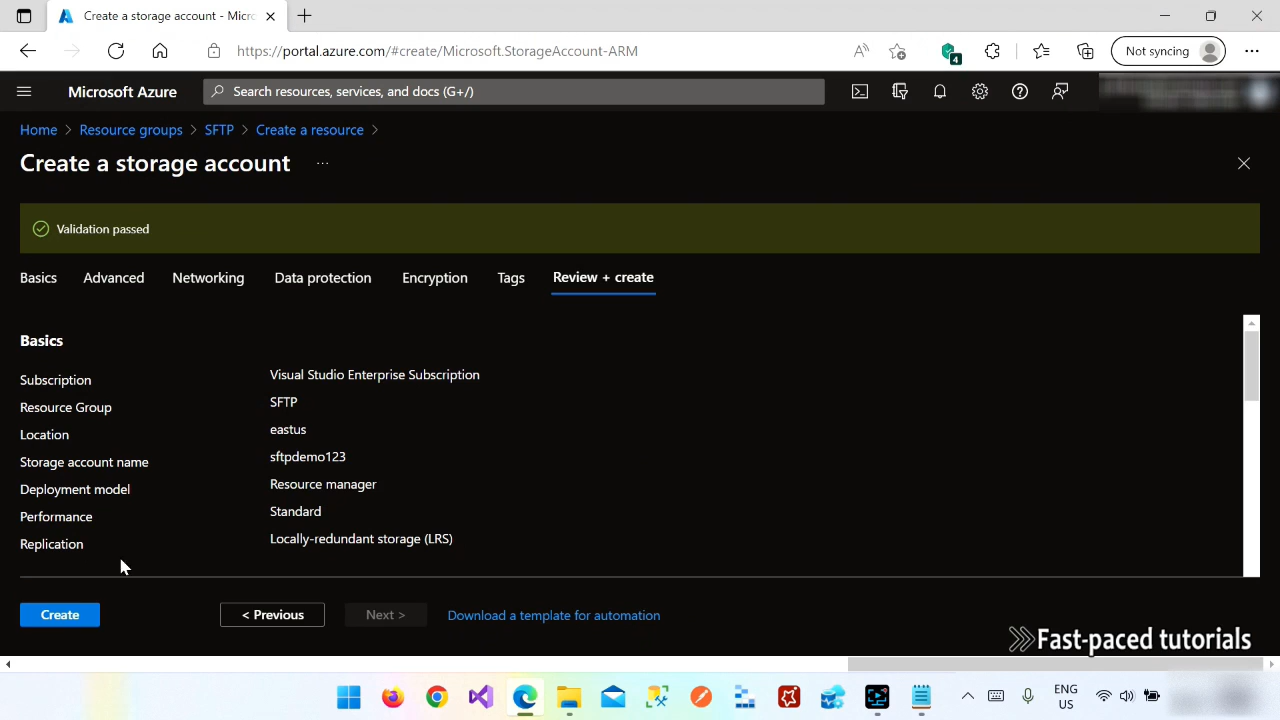 Create a storage account - Micr
https://portal.azure.com/#create/Microsoft.StorageAccount-ARM
4
Not syncing
Microsoft Azure
Search resources, services, and docs (G+/)
Home > Resource groups > SFTP > Create a resource >
Create a storage account ...
Validation passed
Basics Advanced Networking Data protection Encryption Tags Review + create
Basics
Subscription Visual Studio Enterprise Subscription
Resource Group SFTP
Location eastus
Storage account name sftpdemo123
Deployment model Resource manager
Performance Standard
Replication Locally-redundant storage (LRS)
Create < Previous Next > Download a template for automation
Fast-paced tutorials
ENG
US